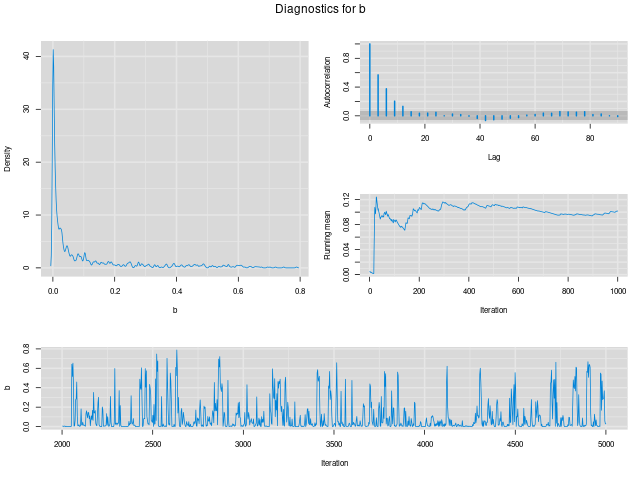 Diagnostics for b
Density
40
30
20
10
0
0.0 0.2 0.4 0.6 0.8
b
Autocorrelation
0.8
0.4
0.0
0 20 40 60 80
Lag
Running mean
0.12
0.08
0.04
0.00
0 200 400 600 800 1000
Iteration
b
0.8
0.6
0.4
0.2
0.0
2000 2500 3000 3500 4000 4500 5000
Iteration